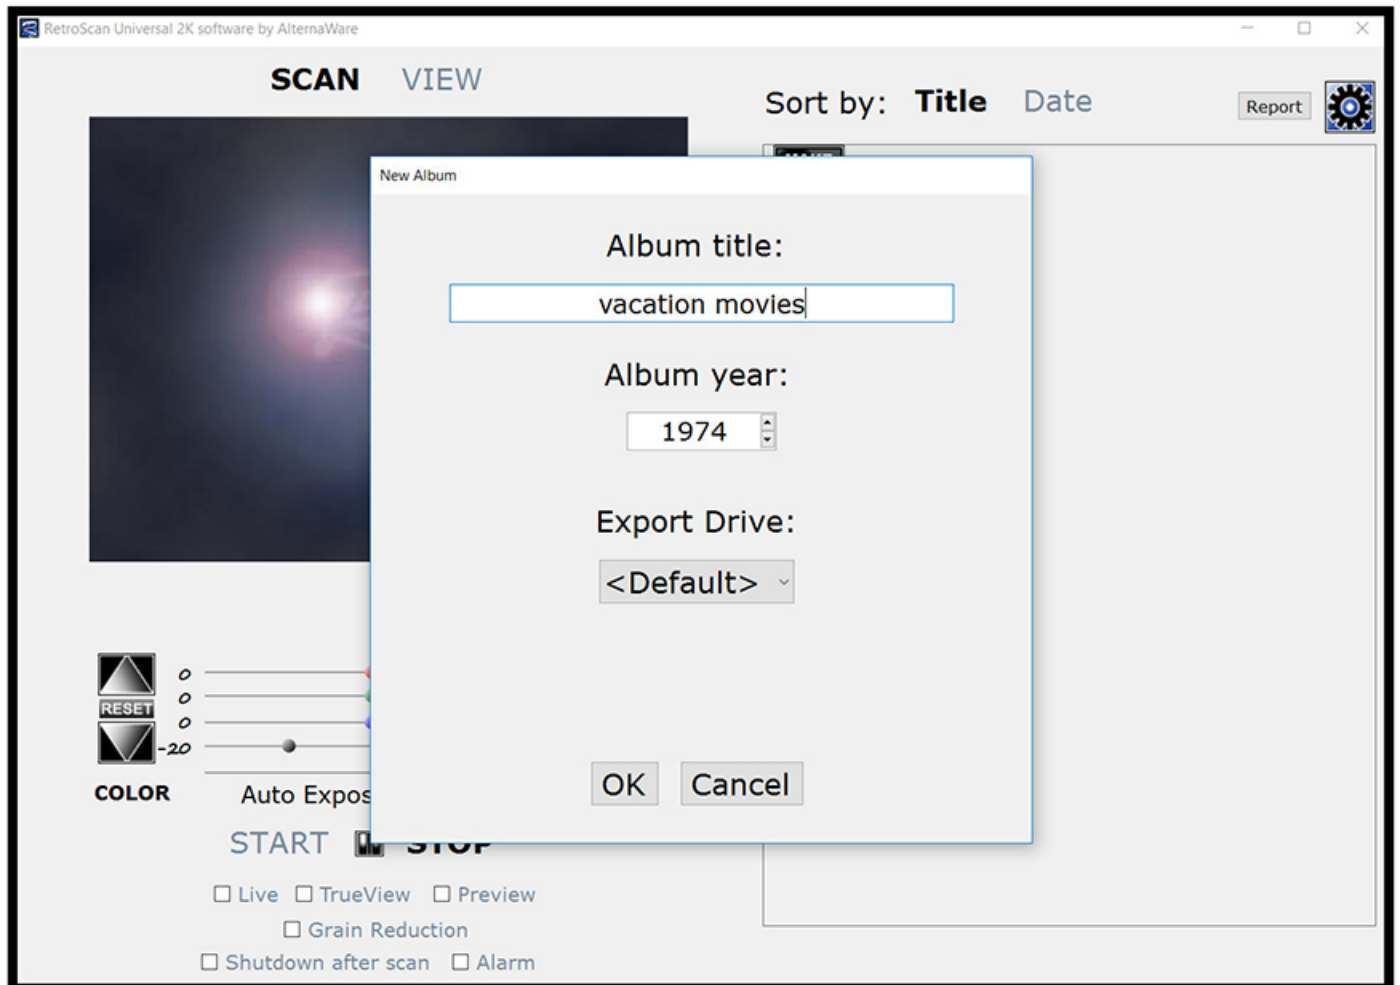 RetroScan Universal 2K software by AlternaWare
SCAN VIEW
Sort by: Title Date Report
New Album
Album title:
vacation movies
Album year:
1974
Export Drive:
<Default>
OK Cancel
0
0
RESET
0
-20
COLOR Auto Expos
START STOP
Live TrueView Preview
Grain Reduction
Shutdown after scan Alarm